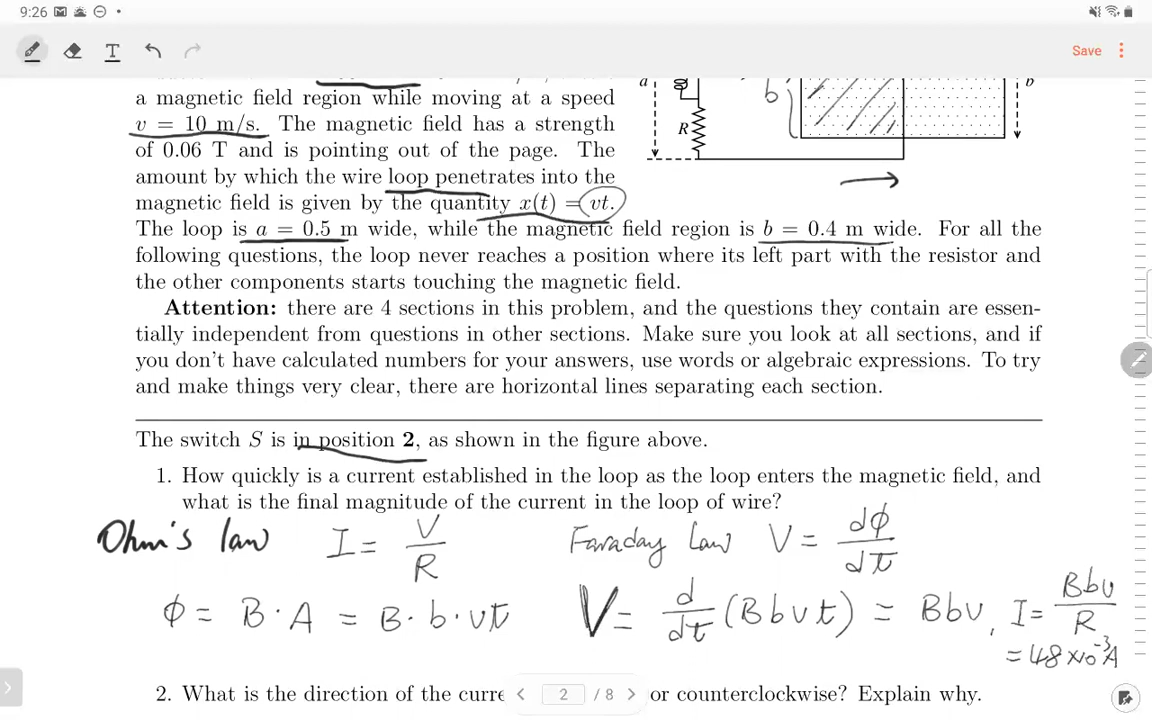 9:26
T
Save
a
b
b
R
a magnetic field region while moving at a speed
v = 10 m/s. The magnetic field has a strength
of 0.06 T and is pointing out of the page. The
amount by which the wire loop penetrates into the
magnetic field is given by the quantity x(t) = vt.
The loop is a = 0.5 m wide, while the magnetic field region is b = 0.4 m wide. For all the
following questions, the loop never reaches a position where its left part with the resistor and
the other components starts touching the magnetic field.
Attention: there are 4 sections in this problem, and the questions they contain are essen-
tially independent from questions in other sections. Make sure you look at all sections, and if
you don't have calculated numbers for your answers, use words or algebraic expressions. To try
and make things very clear, there are horizontal lines separating each section.
The switch S is in position 2, as shown in the figure above.
1. How quickly is a current established in the loop as the loop enters the magnetic field, and
what is the final magnitude of the current in the loop of wire?
Ohm's law I = V/R Faraday Law V = dϕ/dt
ϕ = B·A = B·b·vt V = d/dt (Bbvt) = Bbv, I = Bbv/R
= 48×10⁻³A
2. What is the direction of the curre < 2 / 8 > or counterclockwise? Explain why.